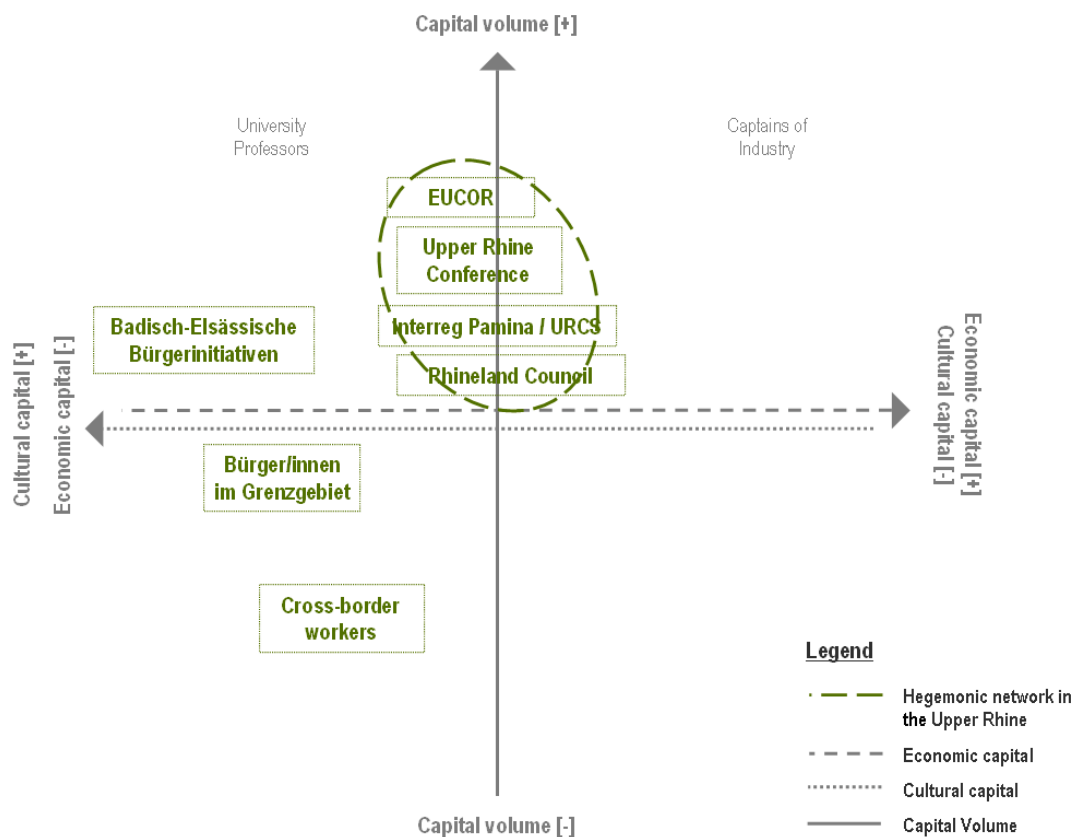 Capital volume [+]
University
Professors
Captains of
Industry
EUCOR
Upper Rhine
Conference
Badisch-Elsässische
Bürgerinitiativen
Interreg Pamina / URCS
Rhineland Council
Cultural capital [+]
Economic capital [-]
Economic capital [+]
Cultural capital [-]
Bürger/innen
im Grenzgebiet
Cross-border
workers
Legend
Hegemonic network in
the Upper Rhine
Economic capital
Cultural capital
Capital Volume
Capital volume [-]